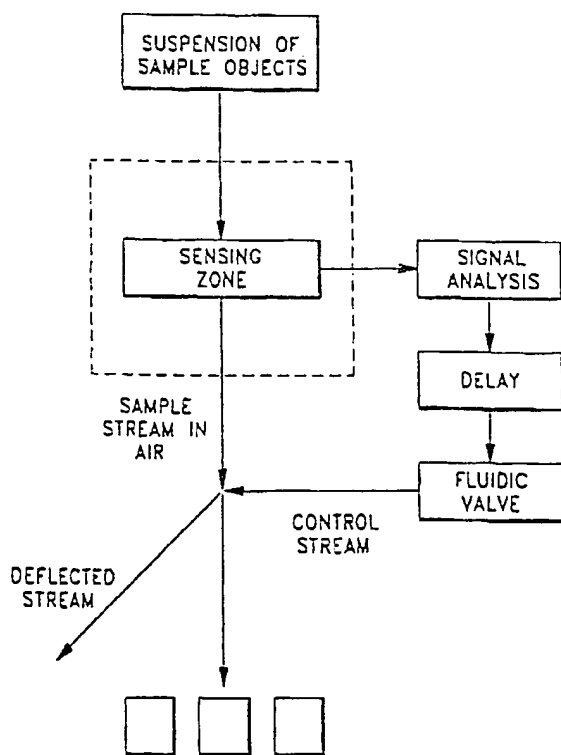 SUSPENSION OF
SAMPLE OBJECTS
SENSING
ZONE
SIGNAL
ANALYSIS
DELAY
SAMPLE
STREAM IN
AIR
FLUIDIC
VALVE
CONTROL
STREAM
DEFLECTED
STREAM